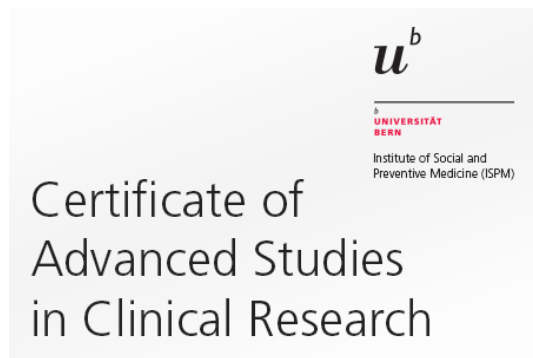 u^b
b
UNIVERSITÄT
BERN
Institute of Social and
Preventive Medicine (ISPM)
Certificate of
Advanced Studies
in Clinical Research